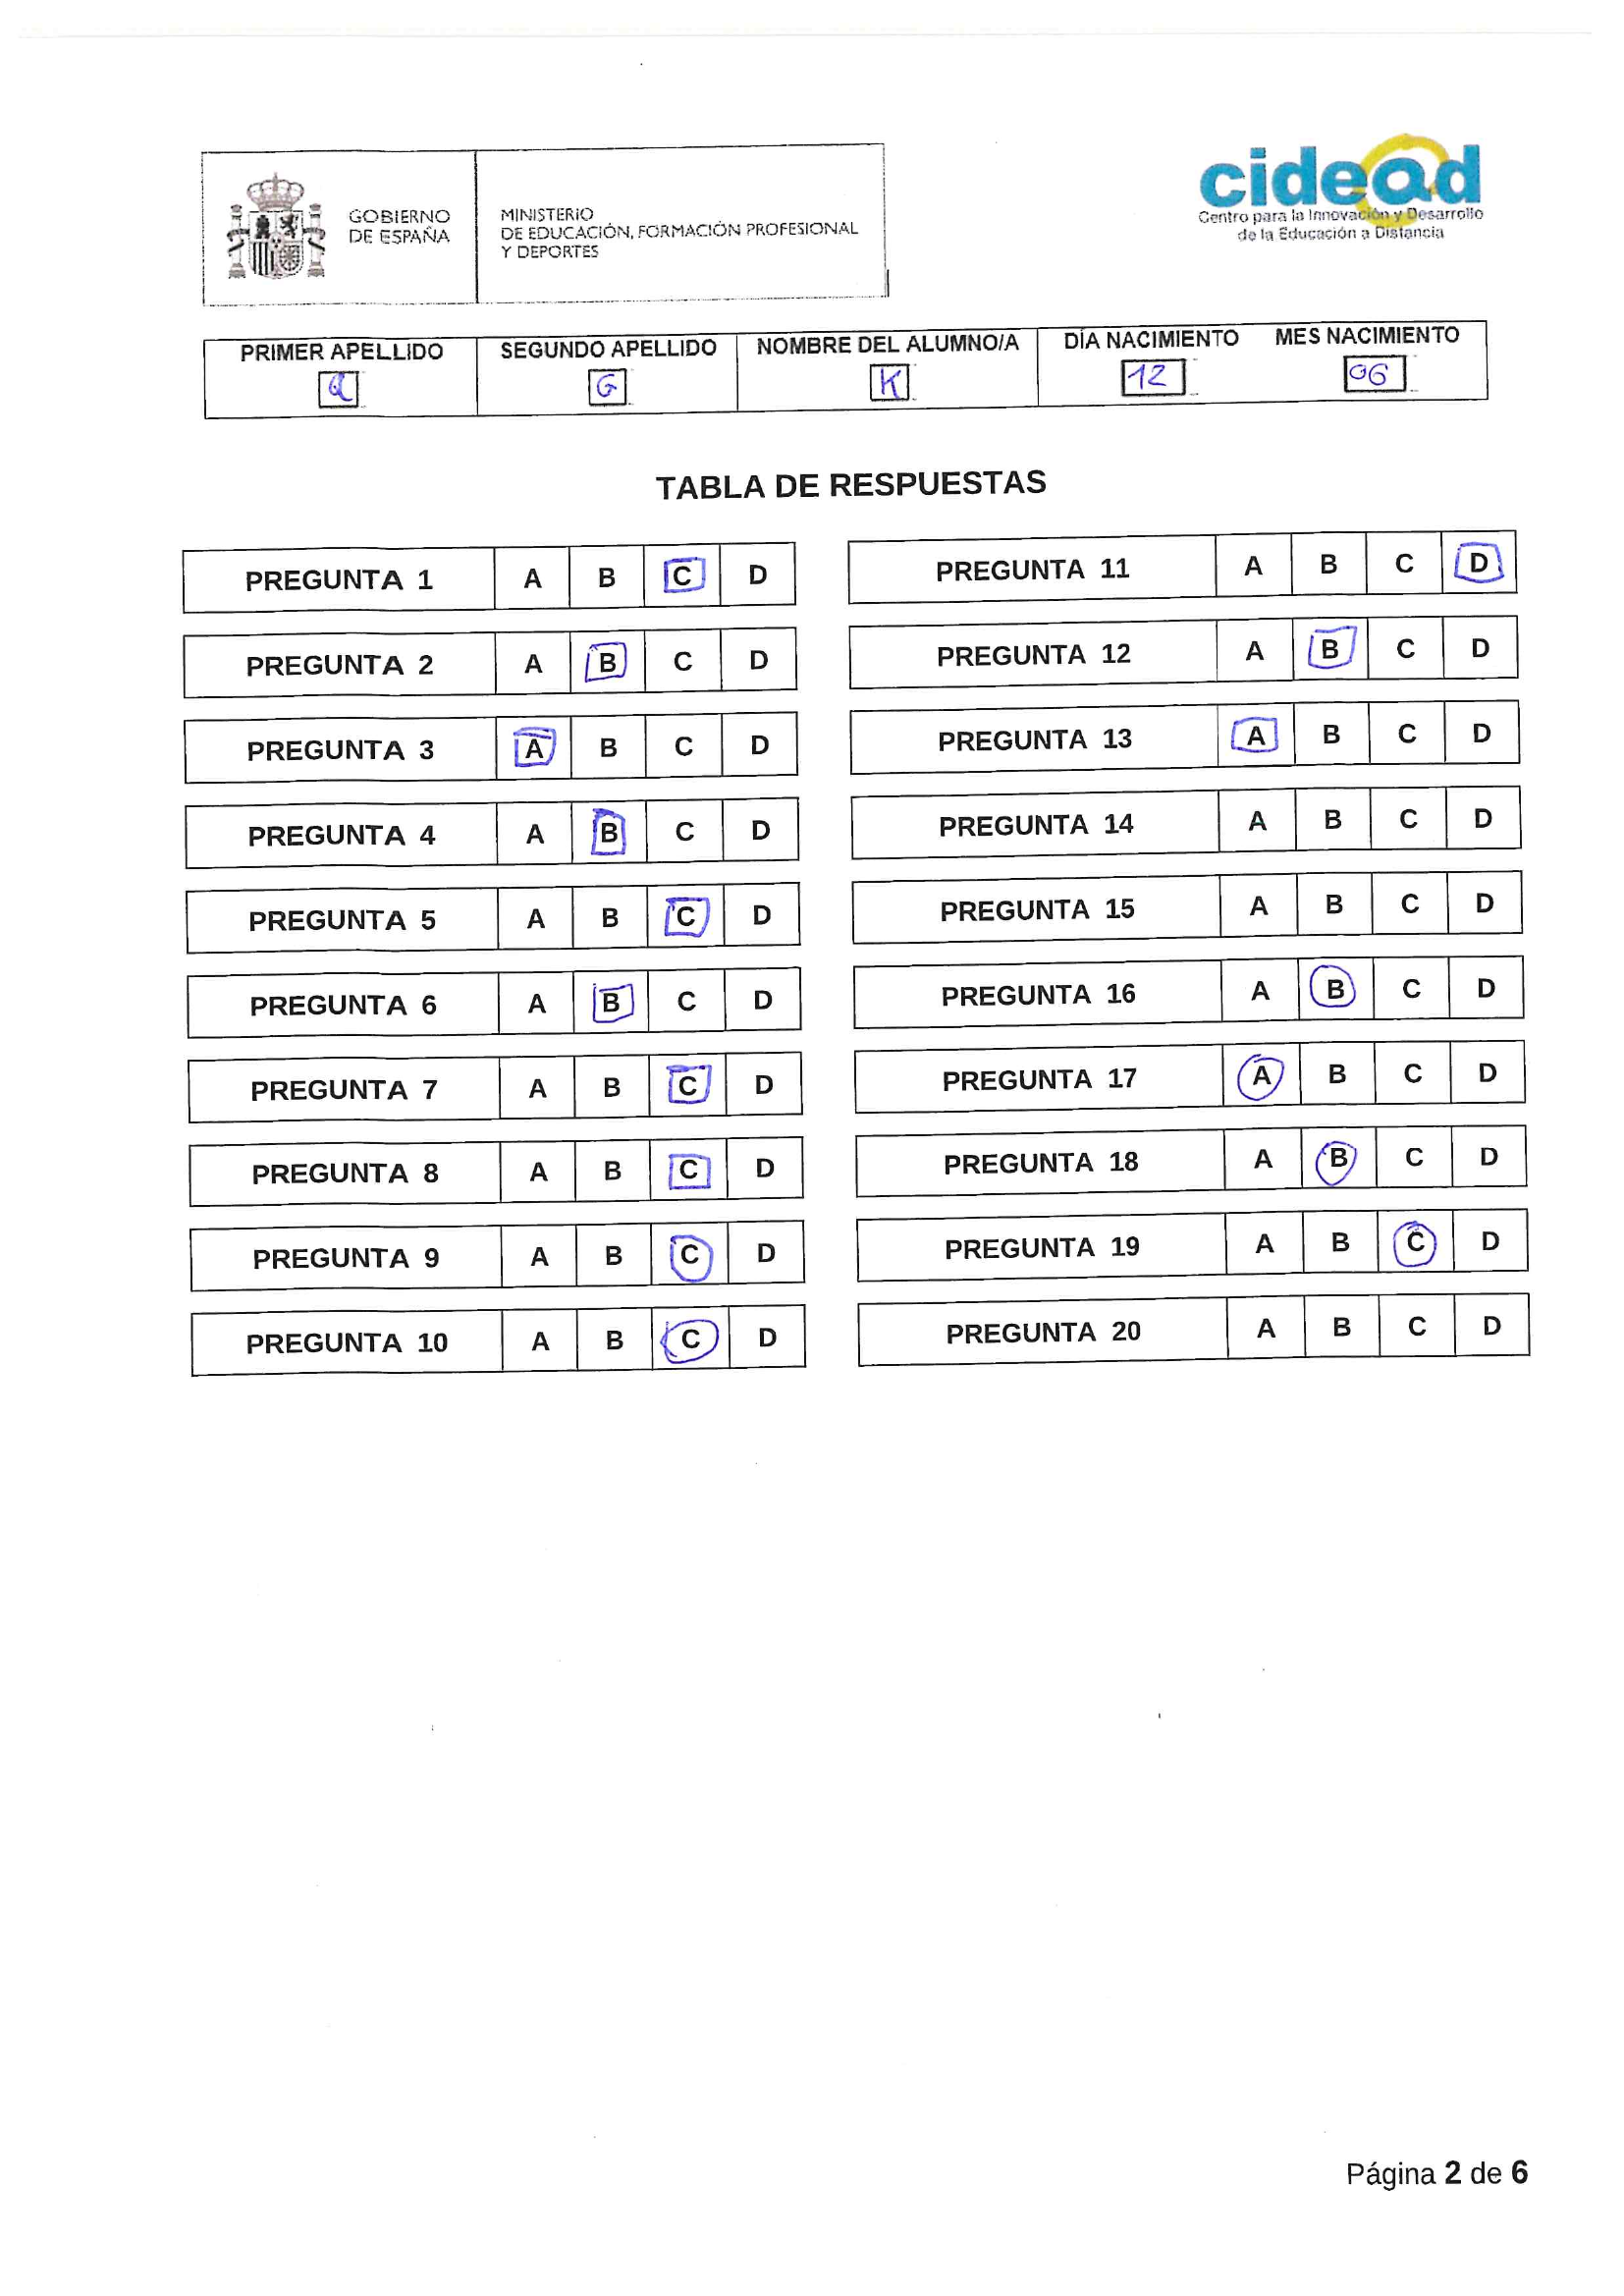 GOBIERNO
DE ESPAÑA
MINISTERIO
DE EDUCACIÓN, FORMACIÓN PROFESIONAL
Y DEPORTES
cidead
Centro para la Innovación y Desarrollo
de la Educación a Distancia
PRIMER APELLIDO SEGUNDO APELLIDO NOMBRE DEL ALUMNO/A DÍA NACIMIENTO MES NACIMIENTO
Q G K 12 06
TABLA DE RESPUESTAS
PREGUNTA 1 A B C D PREGUNTA 11 A B C D
PREGUNTA 2 A B C D PREGUNTA 12 A B C D
PREGUNTA 3 A B C D PREGUNTA 13 A B C D
PREGUNTA 4 A B C D PREGUNTA 14 A B C D
PREGUNTA 5 A B C D PREGUNTA 15 A B C D
PREGUNTA 6 A B C D PREGUNTA 16 A B C D
PREGUNTA 7 A B C D PREGUNTA 17 A B C D
PREGUNTA 8 A B C D PREGUNTA 18 A B C D
PREGUNTA 9 A B C D PREGUNTA 19 A B C D
PREGUNTA 10 A B C D PREGUNTA 20 A B C D
Página 2 de 6